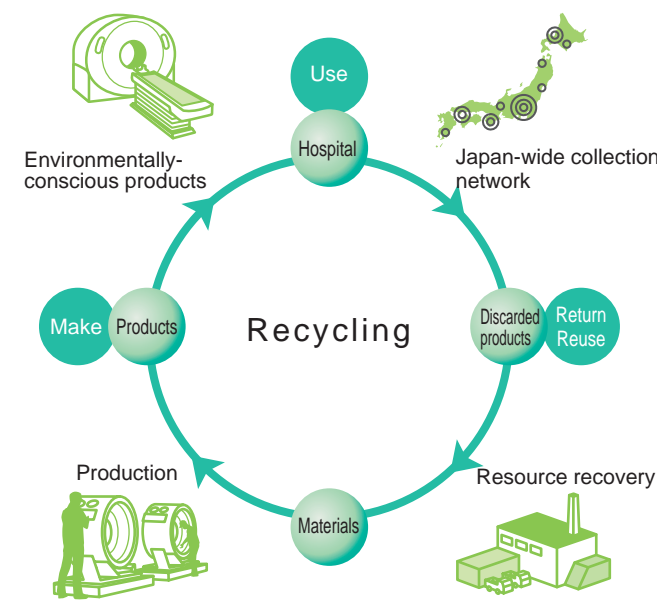 Use
Hospital
Environmentally-
conscious products
Japan-wide collection
network
Make
Products
Recycling
Discarded
products
Return
Reuse
Production
Resource recovery
Materials